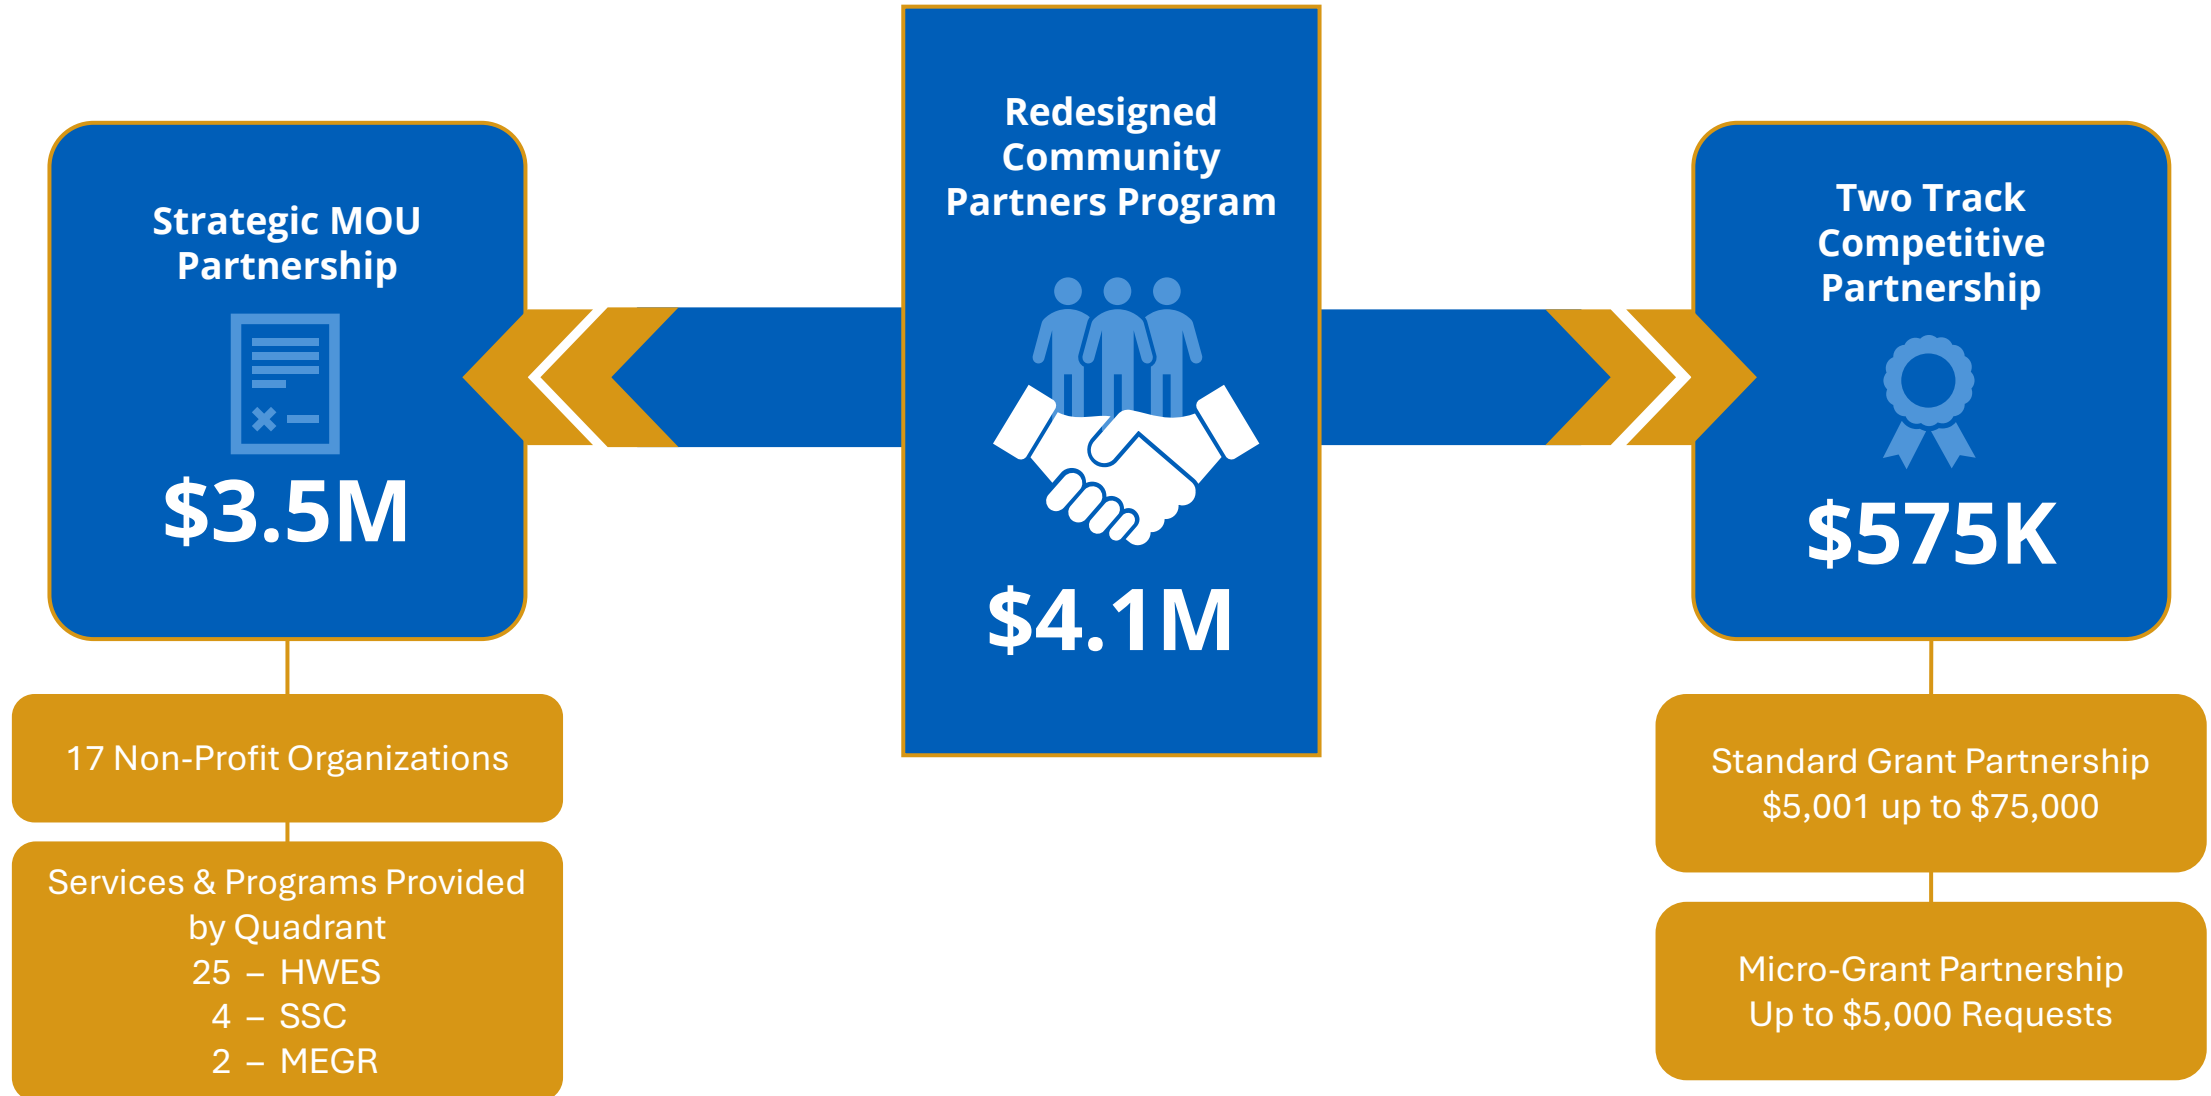 Strategic MOU
Partnership
$3.5M
17 Non-Profit Organizations
Services & Programs Provided
by Quadrant
25 – HWES
4 – SSC
2 – MEGR
Redesigned
Community
Partners Program
$4.1M
Two Track
Competitive
Partnership
$575K
Standard Grant Partnership
$5,001 up to $75,000
Micro-Grant Partnership
Up to $5,000 Requests